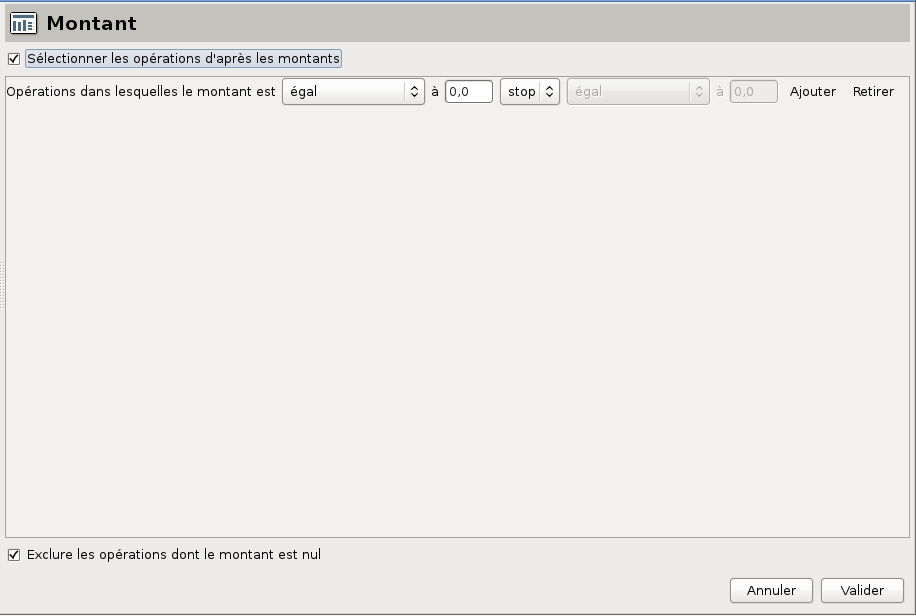 Montant
Sélectionner les opérations d'après les montants
Opérations dans lesquelles le montant est égal à 0,0 stop égal à 0,0 Ajouter Retirer
Exclure les opérations dont le montant est nul
Annuler Valider